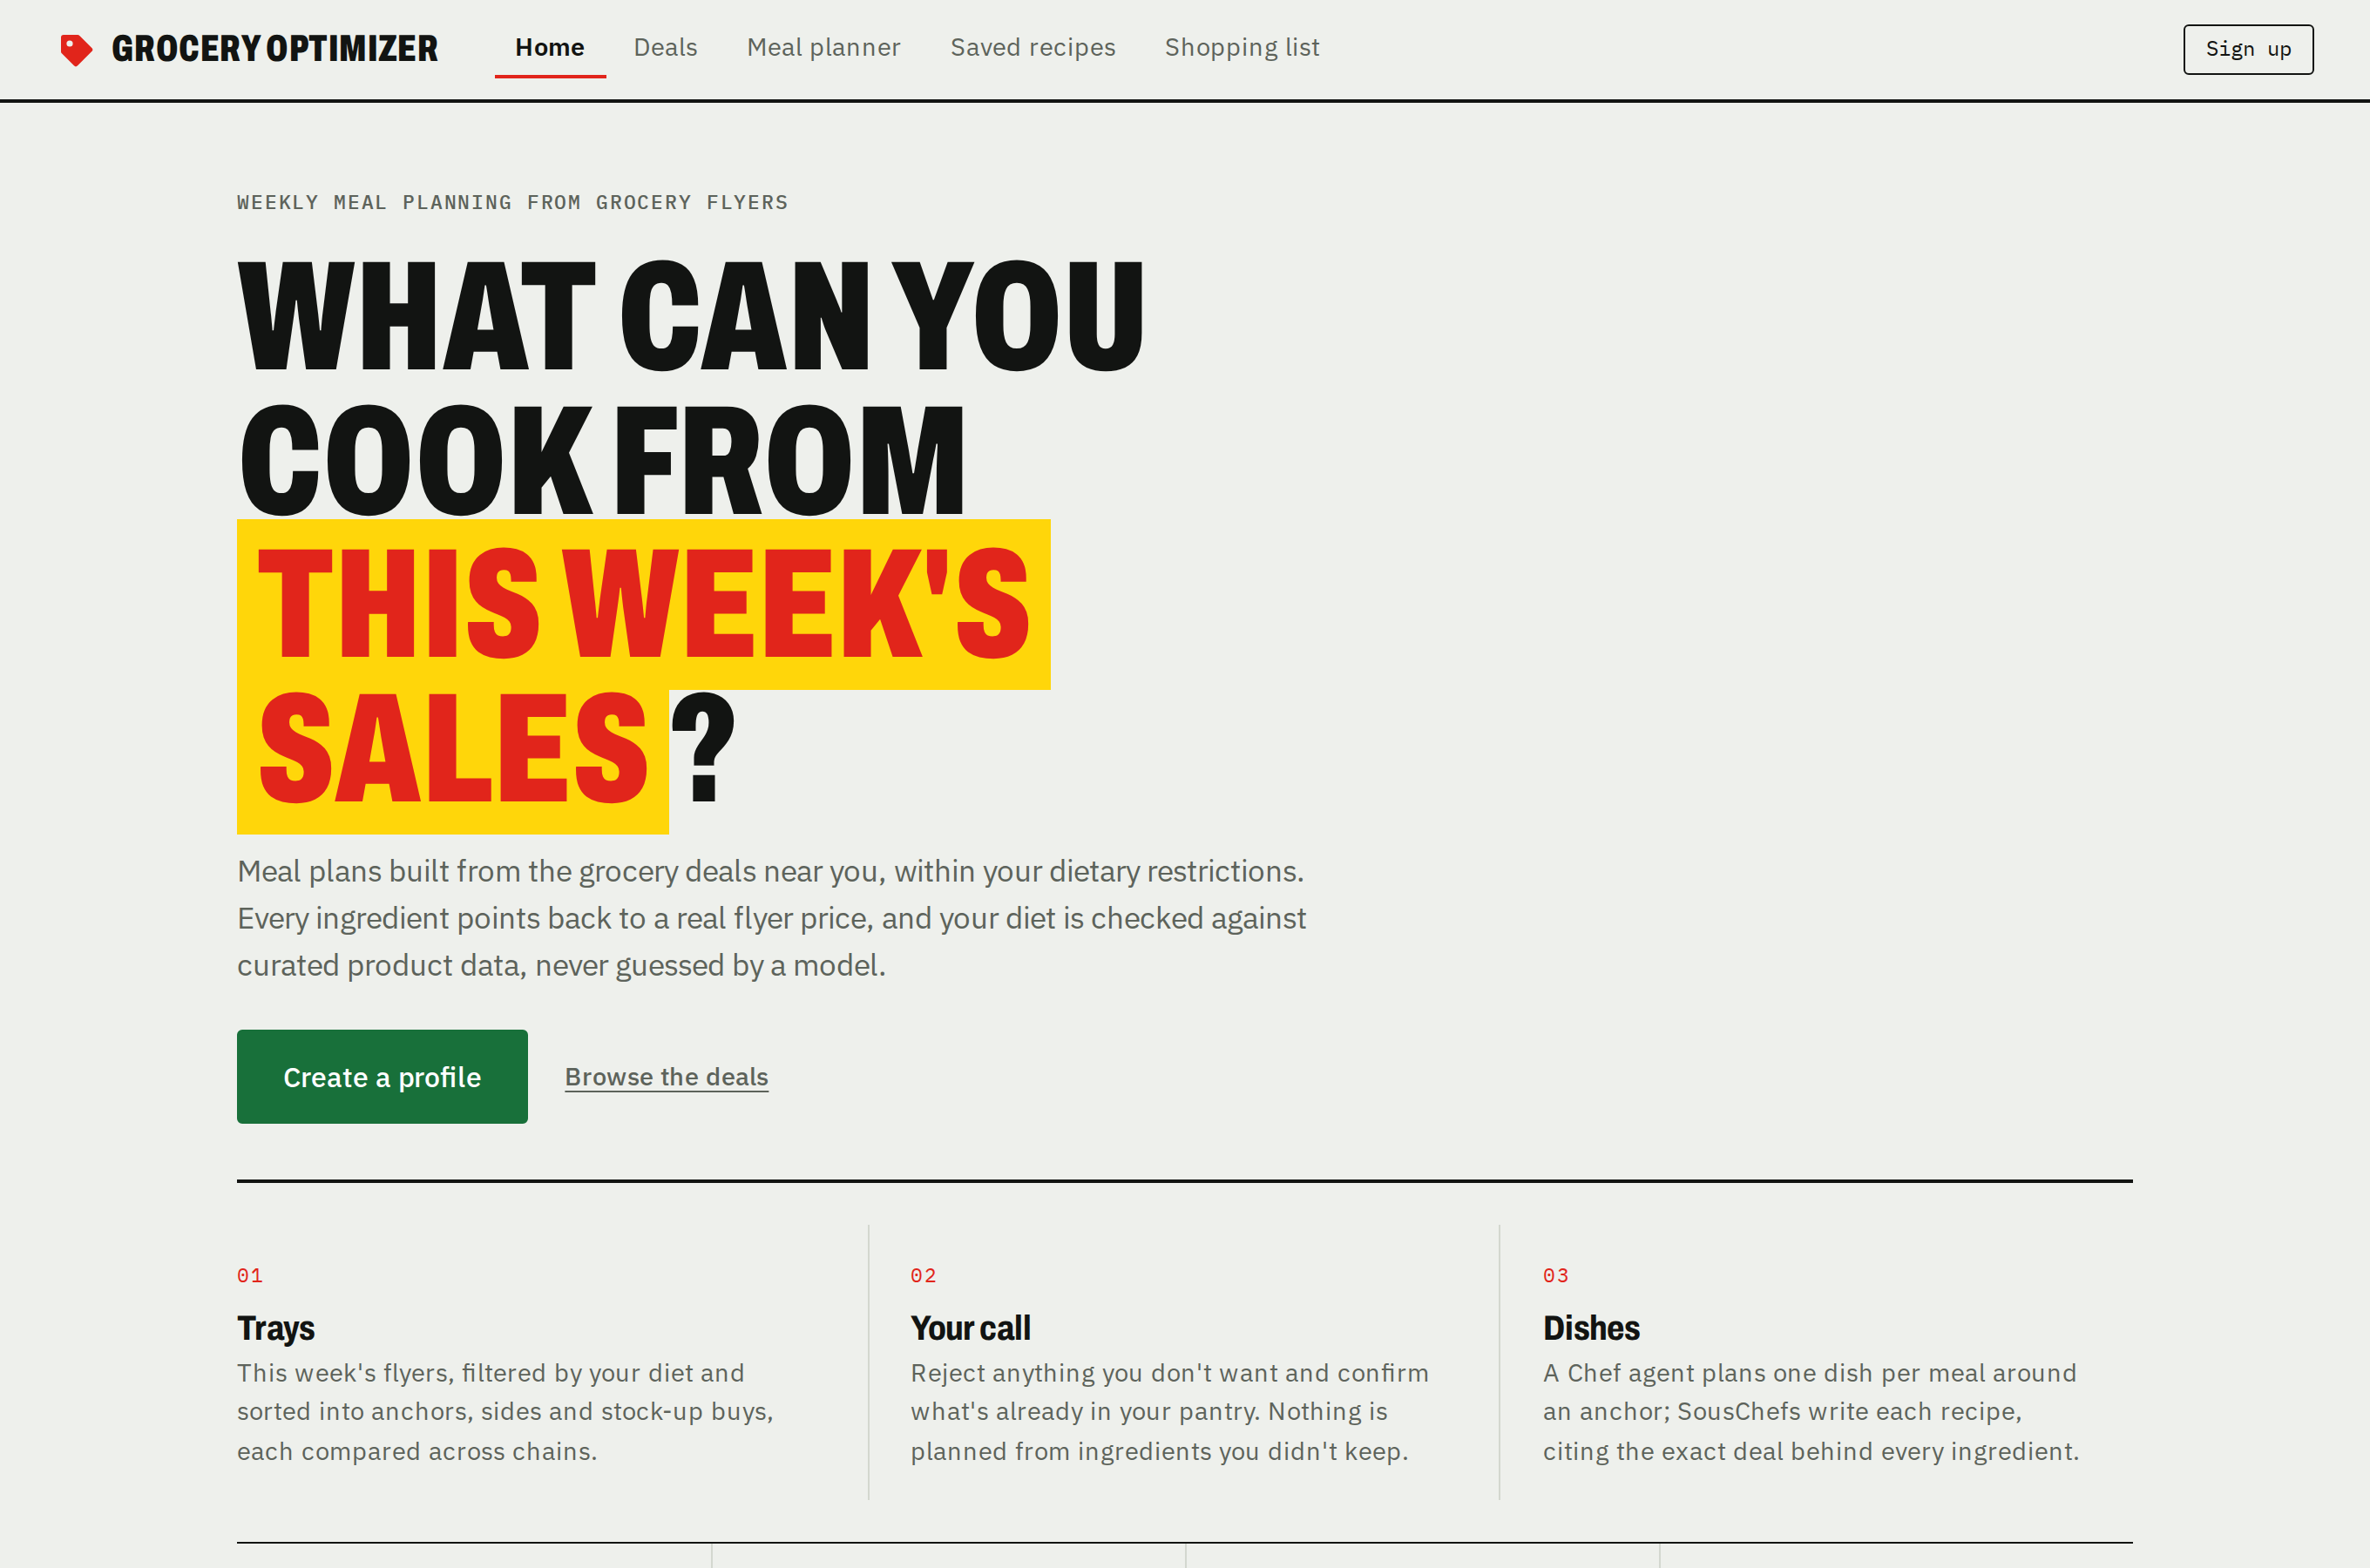 GROCERY OPTIMIZER
Home
Deals
Meal planner
Saved recipes
Shopping list
Sign up
WEEKLY MEAL PLANNING FROM GROCERY FLYERS
WHAT CAN YOU
COOK FROM
THIS WEEK'S
SALES?
Meal plans built from the grocery deals near you, within your dietary restrictions.
Every ingredient points back to a real flyer price, and your diet is checked against
curated product data, never guessed by a model.
Create a profile
Browse the deals
01
Trays
This week's flyers, filtered by your diet and
sorted into anchors, sides and stock-up buys,
each compared across chains.
02
Your call
Reject anything you don't want and confirm
what's already in your pantry. Nothing is
planned from ingredients you didn't keep.
03
Dishes
A Chef agent plans one dish per meal around
an anchor; SousChefs write each recipe,
citing the exact deal behind every ingredient.